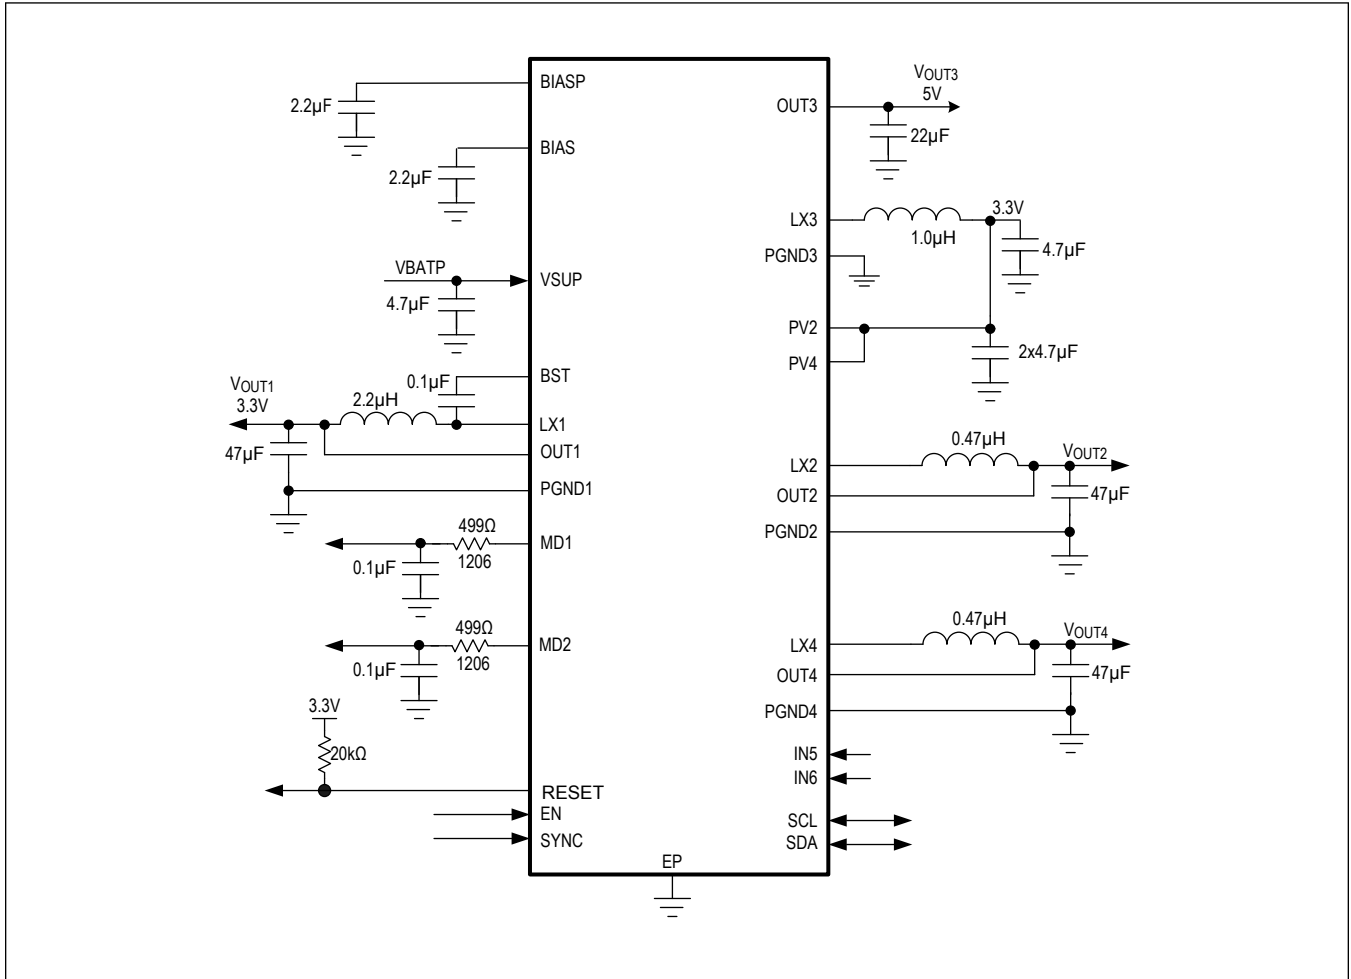 BIASP
2.2µF
BIAS
2.2µF
VBATP
VSUP
4.7µF
BST
0.1µF
VOUT1
3.3V
2.2µH
LX1
47µF
OUT1
PGND1
499Ω
MD1
1206
0.1µF
499Ω
MD2
1206
0.1µF
3.3V
20kΩ
RESET
EN
SYNC
EP
VOUT3
5V
OUT3
22µF
LX3
3.3V
1.0µH
4.7µF
PGND3
PV2
2x4.7µF
PV4
0.47µH
VOUT2
LX2
47µF
OUT2
PGND2
0.47µH
VOUT4
LX4
47µF
OUT4
PGND4
IN5
IN6
SCL
SDA